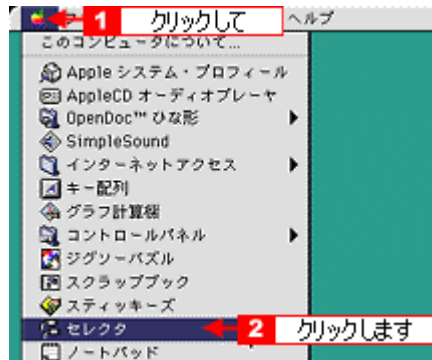 1 クリックして ヘルプ
このコンピュータについて...
Apple システム・プロフィール
AppleCD オーディオプレーヤ
OpenDoc™ ひな形
SimpleSound
インターネットアクセス
キー配列
グラフ計算機
コントロールパネル
ジグソーパズル
スクラップブック
スティッキーズ
セレクタ 2 クリックします
ノートパッド